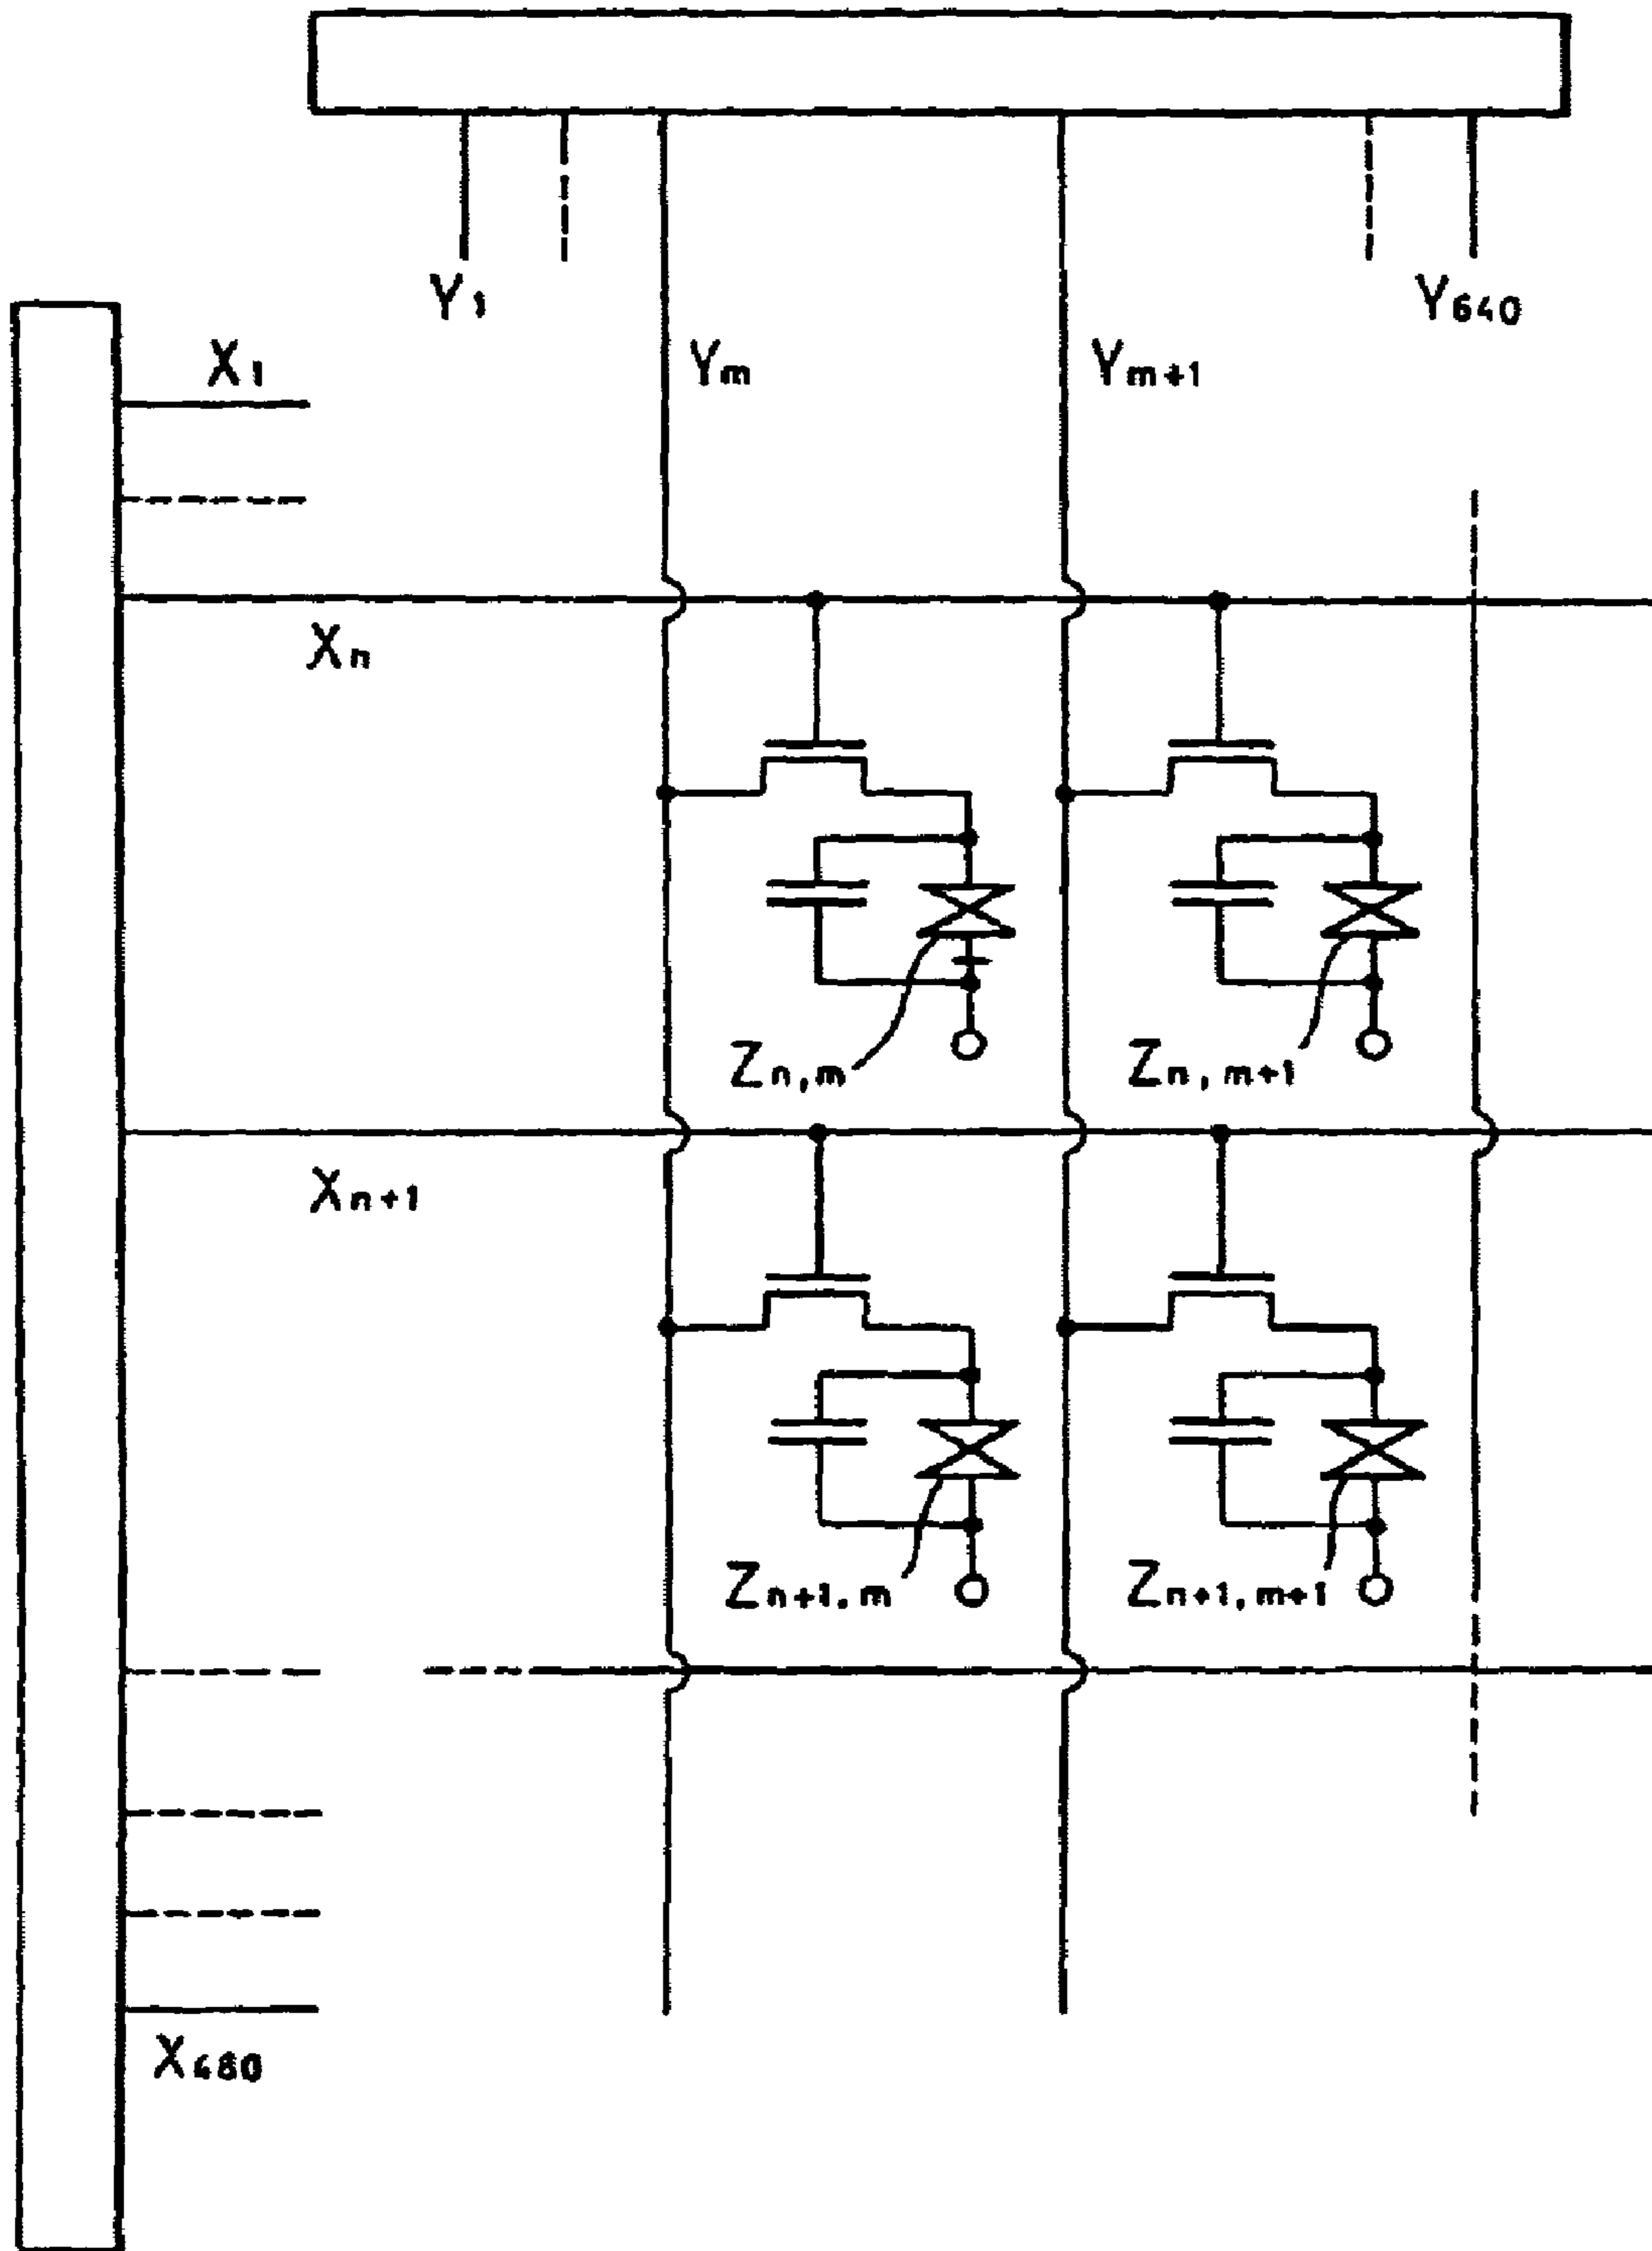 Y1
Y640
X1
Ym
Ym+1
Xn
Zn,m
Zn,m+1
Xn+1
Zn+1,m
Zn+1,m+1
X480